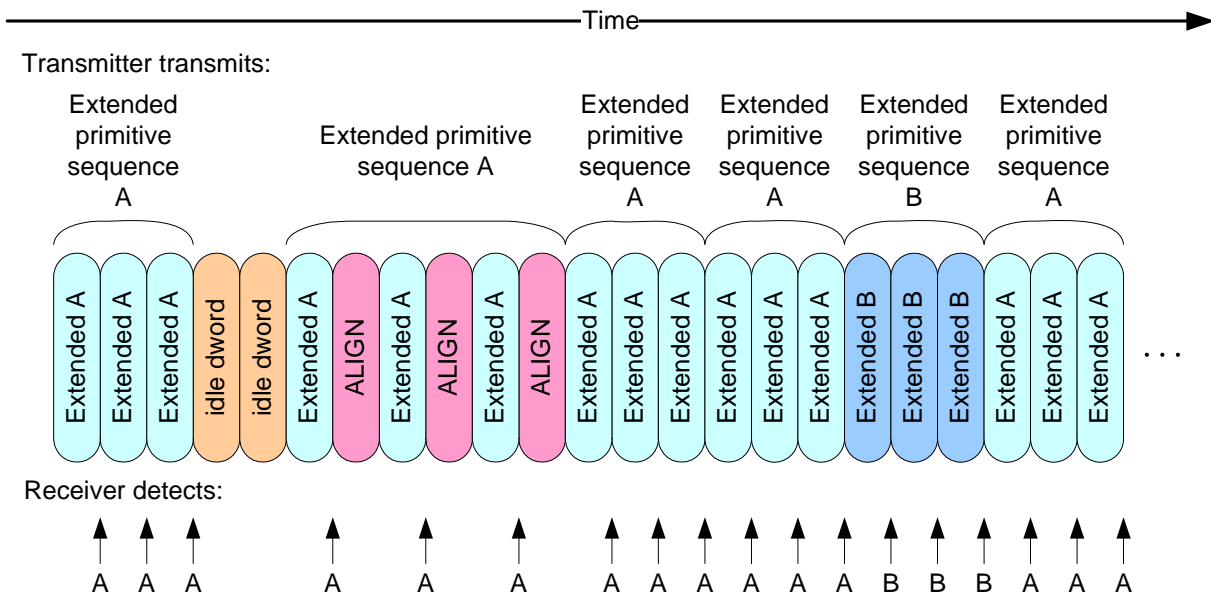 Time
Transmitter transmits:
Extended
primitive
sequence
A
Extended primitive
sequence A
Extended
primitive
sequence
A
Extended
primitive
sequence
A
Extended
primitive
sequence
B
Extended
primitive
sequence
A
Extended A
Extended A
Extended A
idle dword
idle dword
Extended A
ALIGN
Extended A
ALIGN
Extended A
ALIGN
Extended A
Extended A
Extended A
Extended A
Extended A
Extended A
Extended B
Extended B
Extended B
Extended A
Extended A
Extended A
. . .
Receiver detects:
A A A A A A A A A A A A B B B A A A